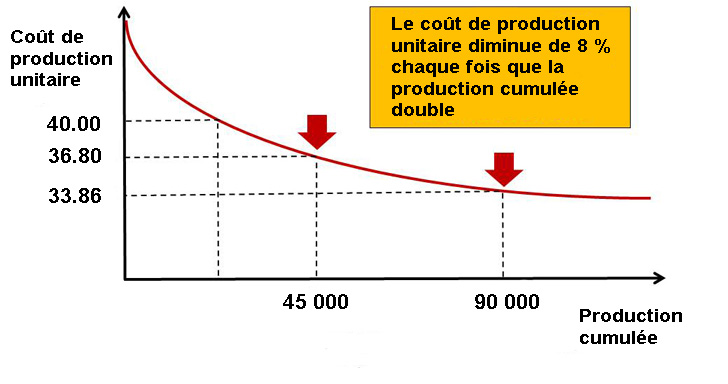 Coût de
production
unitaire
Le coût de production
unitaire diminue de 8 %
chaque fois que la
production cumulée
double
40.00
36.80
33.86
45 000
90 000
Production
cumulée